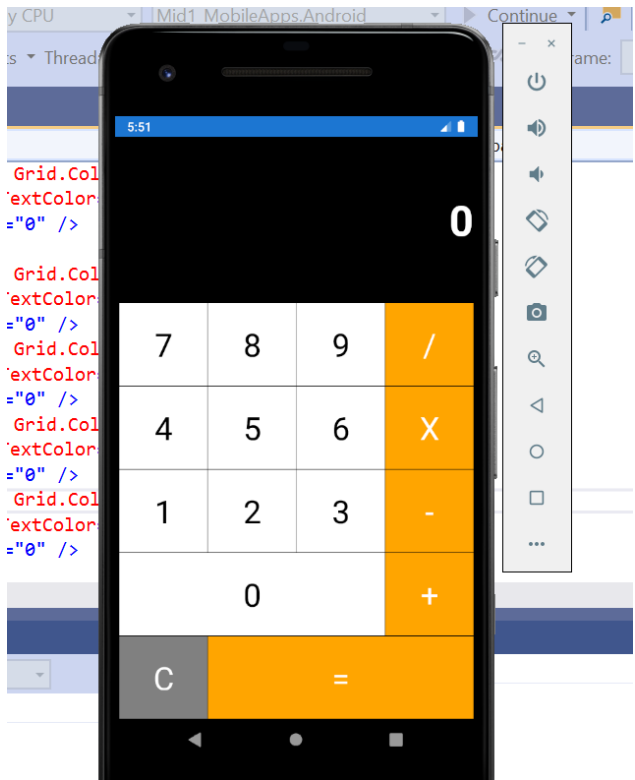 y CPU Mid1_MobileApps.Android Continue
Thread ame:
5:51
Grid.Col
TextColor
="0" />
0
Grid.Col
TextColor
="0" />
Grid.Col
TextColor
="0" />
Grid.Col
TextColor
="0" />
Grid.Col
TextColor
="0" />
7 8 9 /
4 5 6 X
1 2 3 -
0 +
C =